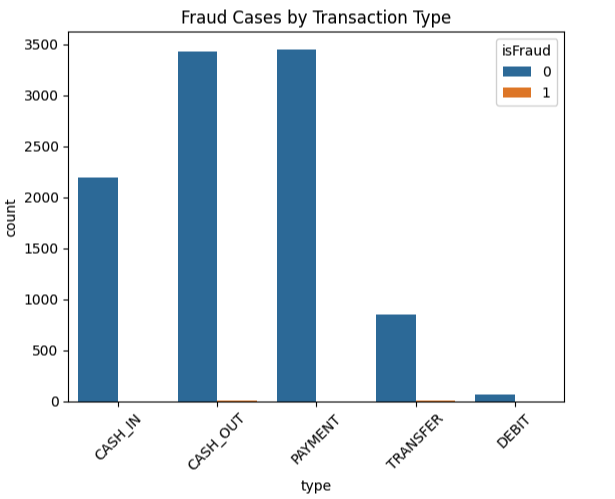 Fraud Cases by Transaction Type
isFraud
0
1
3500
3000
2500
2000
1500
1000
500
0
count
CASH_IN
CASH_OUT
PAYMENT
TRANSFER
DEBIT
type